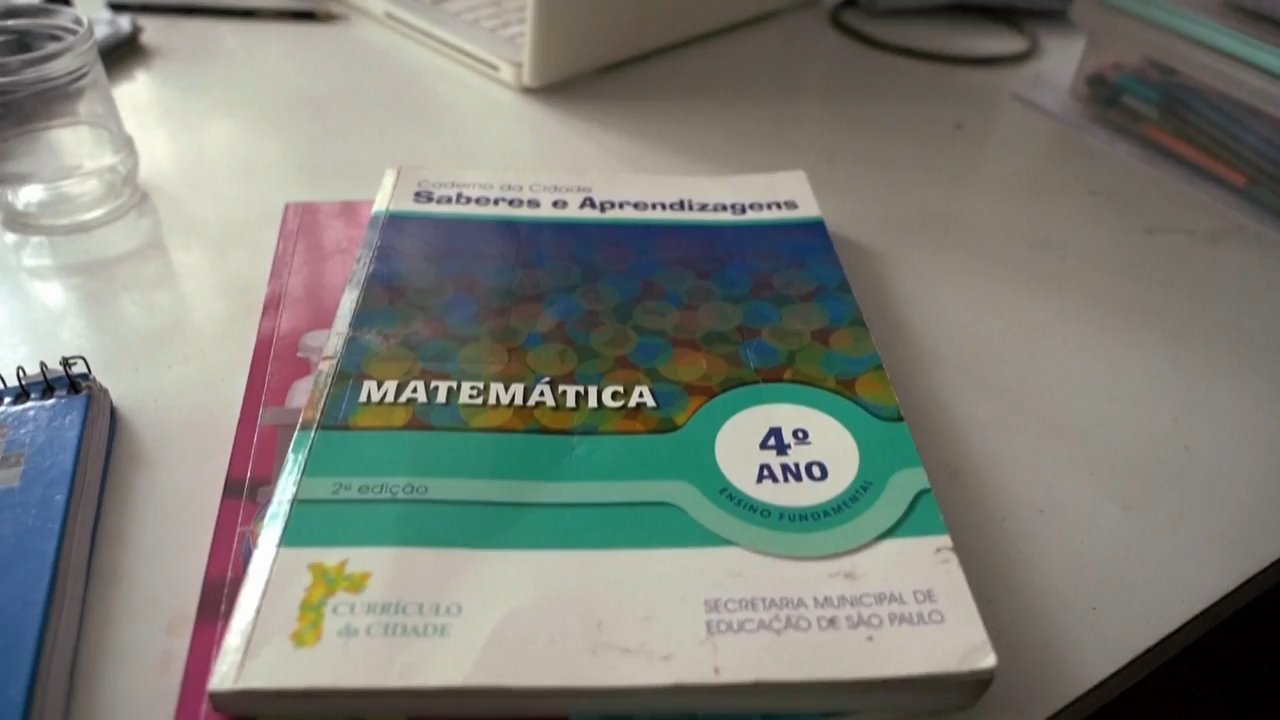 Caderno da Cidade
Saberes e Aprendizagens
MATEMÁTICA
4º
ANO
ENSINO FUNDAMENTAL
2ª edição
CURRÍCULO
da CIDADE
SECRETARIA MUNICIPAL DE
EDUCAÇÃO DE SÃO PAULO